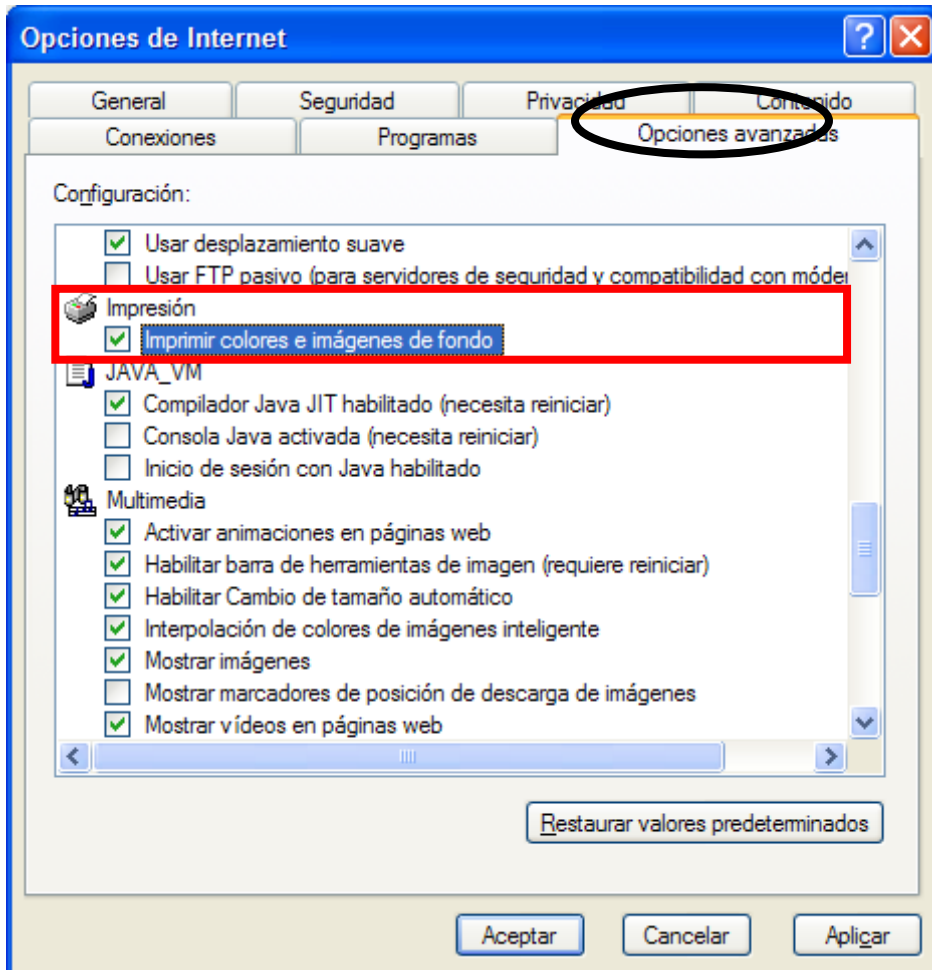 Opciones de Internet
General Seguridad Privacidad Contenido
Conexiones Programas Opciones avanzadas
Configuración:
Usar desplazamiento suave
Usar FTP pasivo (para servidores de seguridad y compatibilidad con móder
Impresión
Imprimir colores e imágenes de fondo
JAVA_VM
Compilador Java JIT habilitado (necesita reiniciar)
Consola Java activada (necesita reiniciar)
Inicio de sesión con Java habilitado
Multimedia
Activar animaciones en páginas web
Habilitar barra de herramientas de imagen (requiere reiniciar)
Habilitar Cambio de tamaño automático
Interpolación de colores de imágenes inteligente
Mostrar imágenes
Mostrar marcadores de posición de descarga de imágenes
Mostrar vídeos en páginas web
Restaurar valores predeterminados
Aceptar Cancelar Aplicar